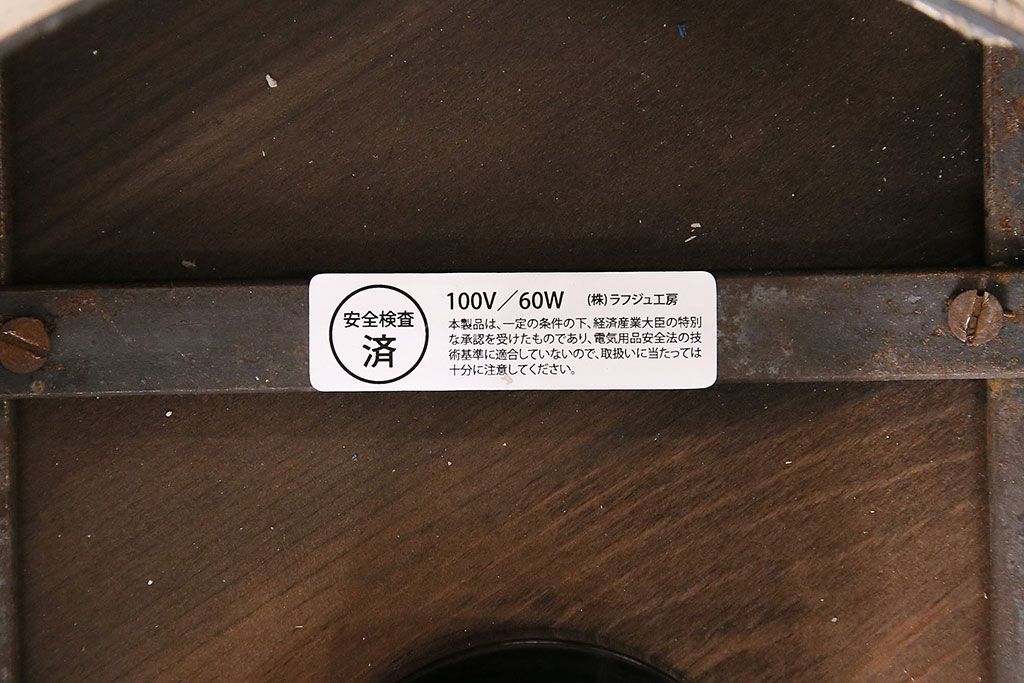 安全検査
済
100V／60W （株）ラフジュ工房
本製品は、一定の条件の下、経済産業大臣の特別
な承認を受けたものであり、電気用品安全法の技
術基準に適合していないので、取扱いに当たっては
十分に注意してください。